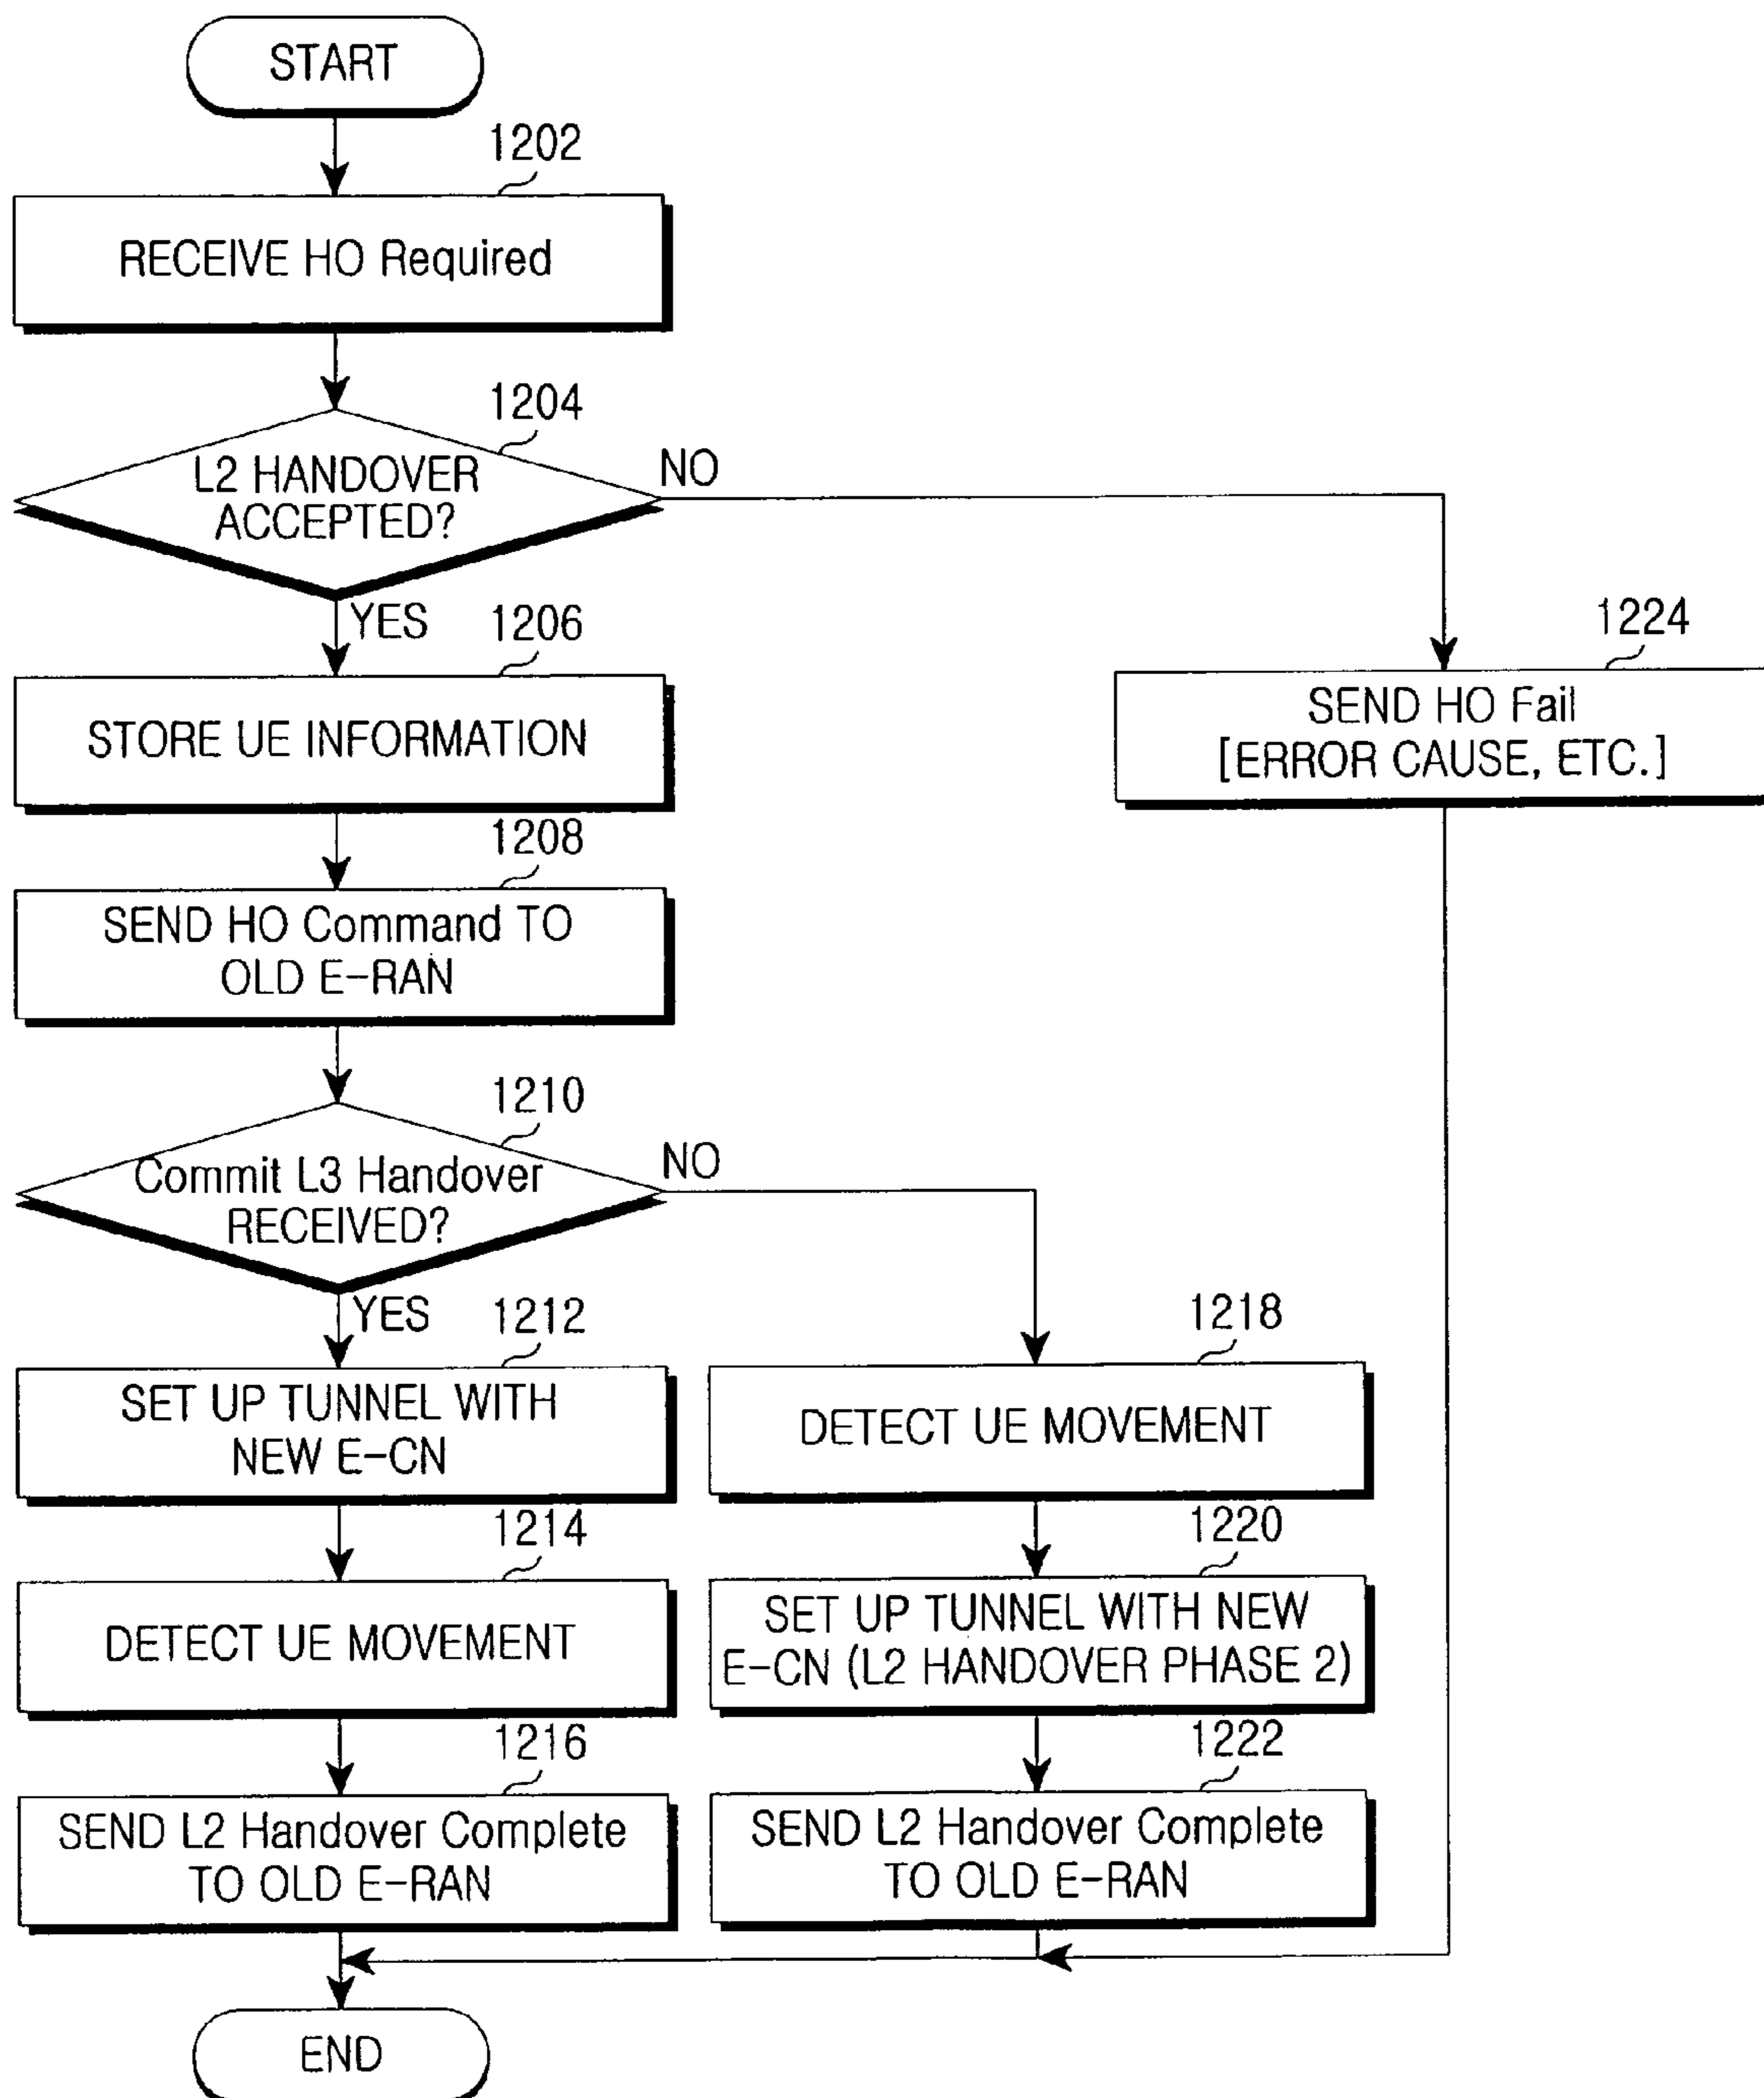 START
1202
RECEIVE HO Required
1204
L2 HANDOVER
ACCEPTED?
NO
YES
1206
STORE UE INFORMATION
1224
SEND HO Fail
[ERROR CAUSE, ETC.]
1208
SEND HO Command TO
OLD E-RAN
1210
Commit L3 Handover
RECEIVED?
NO
YES
1212
SET UP TUNNEL WITH
NEW E-CN
1218
DETECT UE MOVEMENT
1214
DETECT UE MOVEMENT
1220
SET UP TUNNEL WITH NEW
E-CN (L2 HANDOVER PHASE 2)
1216
SEND L2 Handover Complete
TO OLD E-RAN
1222
SEND L2 Handover Complete
TO OLD E-RAN
END